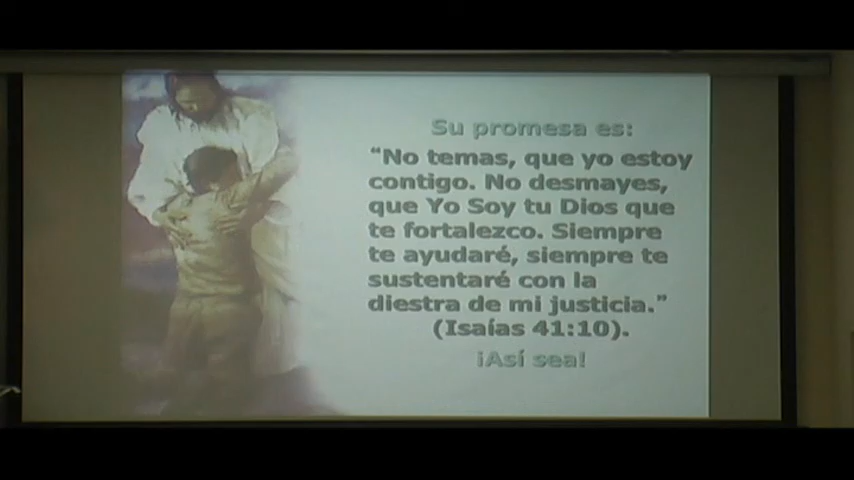 Su promesa es:
“No temas, que yo estoy
contigo. No desmayes,
que Yo Soy tu Dios que
te fortalezco. Siempre
te ayudaré, siempre te
sustentaré con la
diestra de mi justicia.”
(Isaías 41:10).
¡Así sea!